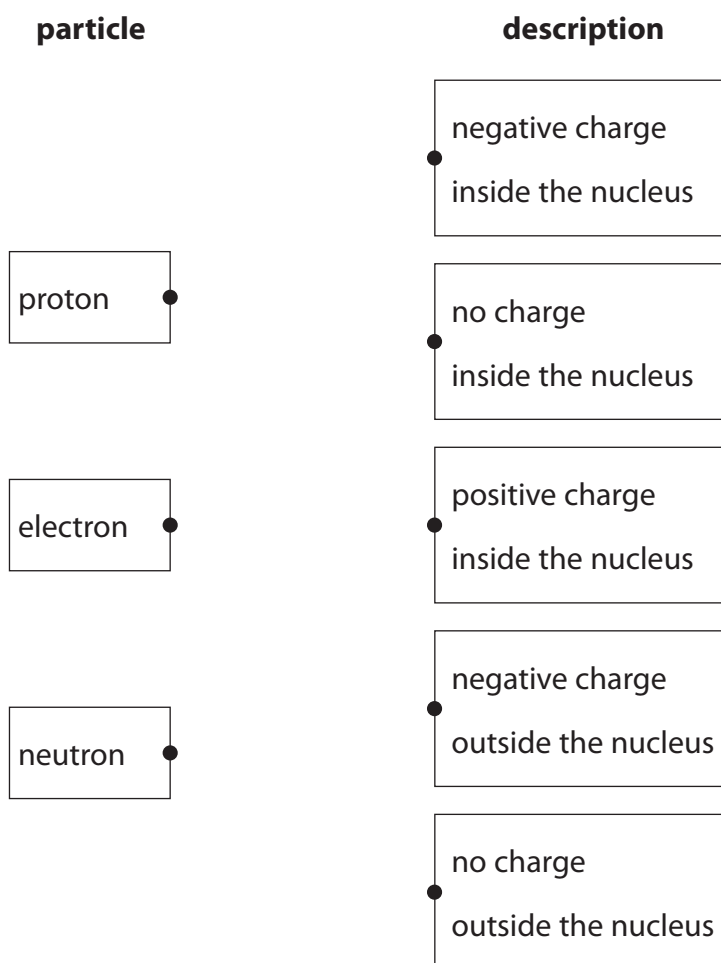 particle
description
negative charge
inside the nucleus
proton
no charge
inside the nucleus
electron
positive charge
inside the nucleus
negative charge
outside the nucleus
neutron
no charge
outside the nucleus